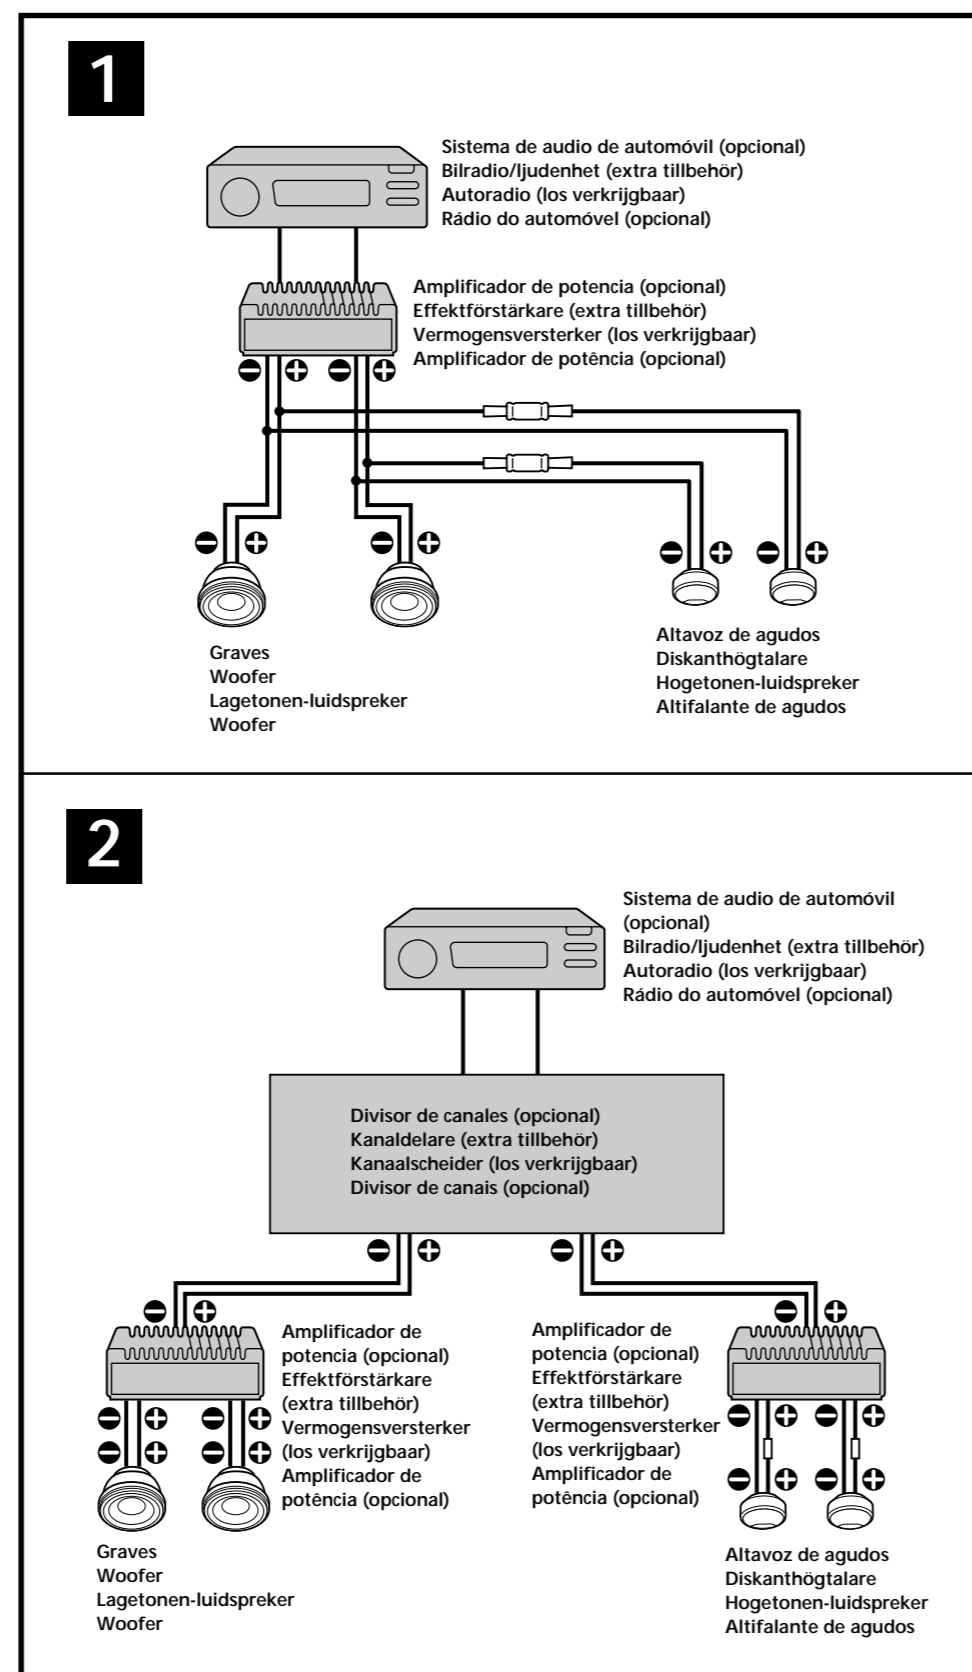 1
Sistema de audio de automóvil (opcional)
Bilradio/ljudenhet (extra tillbehör)
Autoradio (los verkrijgbaar)
Rádio do automóvel (opcional)
Amplificador de potencia (opcional)
Effektförstärkare (extra tillbehör)
Vermogensversterker (los verkrijgbaar)
Amplificador de potência (opcional)
Graves
Woofer
Lagetonen-luidspreker
Woofer
Altavoz de agudos
Diskanthögtalare
Hogetonen-luidspreker
Altifalante de agudos
2
Sistema de audio de automóvil
(opcional)
Bilradio/ljudenhet (extra tillbehör)
Autoradio (los verkrijgbaar)
Rádio do automóvel (opcional)
Divisor de canales (opcional)
Kanaldelare (extra tillbehör)
Kanaalscheider (los verkrijgbaar)
Divisor de canais (opcional)
Amplificador de
potencia (opcional)
Effektförstärkare
(extra tillbehör)
Vermogensversterker
(los verkrijgbaar)
Amplificador de
potência (opcional)
Amplificador de
potencia (opcional)
Effektförstärkare
(extra tillbehör)
Vermogensversterker
(los verkrijgbaar)
Amplificador de
potência (opcional)
Graves
Woofer
Lagetonen-luidspreker
Woofer
Altavoz de agudos
Diskanthögtalare
Hogetonen-luidspreker
Altifalante de agudos